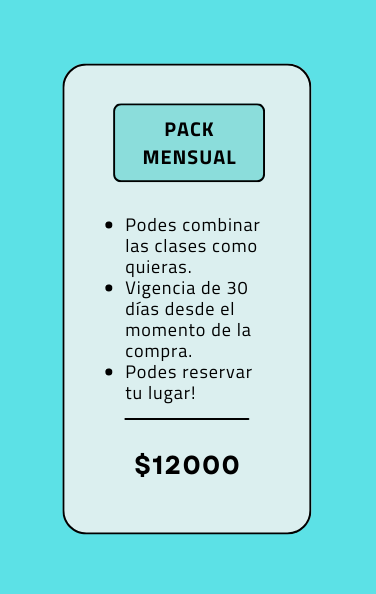 PACK
MENSUAL
• Podes combinar
las clases como
quieras.
• Vigencia de 30
días desde el
momento de la
compra.
• Podes reservar
tu lugar!
$12000